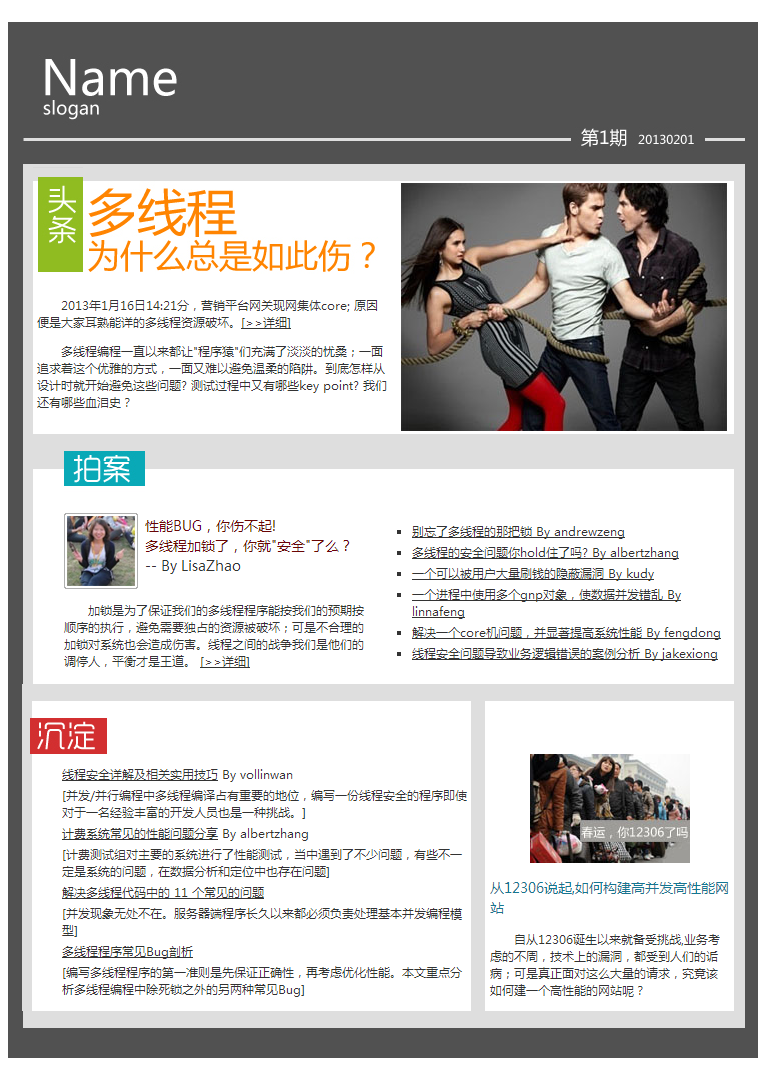 Name
slogan
第1期 20130201
头条
多线程
为什么总是如此伤？
2013年1月16日14:21分，营销平台网关现网集体core; 原因
便是大家耳熟能详的多线程资源破坏。[>>详细]
多线程编程一直以来都让"程序猿"们充满了淡淡的忧桑；一面
追求着这个优雅的方式，一面又难以避免温柔的陷阱。到底怎样从
设计时就开始避免这些问题? 测试过程中又有哪些key point? 我们
还有哪些血泪史？
拍案
性能BUG，你伤不起!
多线程加锁了，你就"安全"了么？
-- By LisaZhao
加锁是为了保证我们的多线程程序能按我们的预期按
顺序的执行，避免需要独占的资源被破坏；可是不合理的
加锁对系统也会造成伤害。线程之间的战争我们是他们的
调停人，平衡才是王道。 [>>详细]
别忘了多线程的那把锁 By andrewzeng
多线程的安全问题你hold住了吗? By albertzhang
一个可以被用户大量刷钱的隐蔽漏洞 By kudy
一个进程中使用多个gnp对象，使数据并发错乱 By
linnafeng
解决一个core机问题，并显著提高系统性能 By fengdong
线程安全问题导致业务逻辑错误的案例分析 By jakexiong
沉淀
线程安全详解及相关实用技巧 By vollinwan
[并发/并行编程中多线程编译占有重要的地位，编写一份线程安全的程序即使
对于一名经验丰富的开发人员也是一种挑战。]
计费系统常见的性能问题分享 By albertzhang
[计费测试组对主要的系统进行了性能测试，当中遇到了不少问题，有些不一
定是系统的问题，在数据分析和定位中也存在问题]
解决多线程代码中的 11 个常见的问题
[并发现象无处不在。服务器端程序长久以来都必须负责处理基本并发编程模
型]
多线程程序常见Bug剖析
[编写多线程程序的第一准则是先保证正确性，再考虑优化性能。本文重点分
析多线程编程中除死锁之外的另两种常见Bug]
春运，你12306了吗
从12306说起,如何构建高并发高性能网
站
自从12306诞生以来就备受挑战,业务考
虑的不周，技术上的漏洞，都受到人们的诟
病；可是真正面对这么大量的请求，究竟该
如何建一个高性能的网站呢？